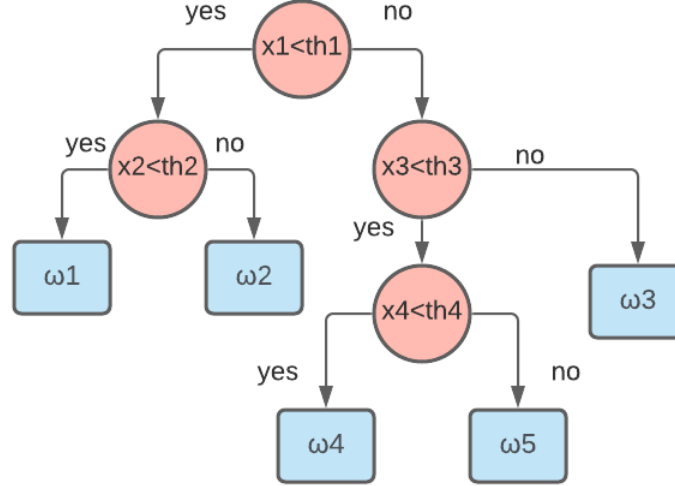 yes
no
x1<th1
yes
no
no
x2<th2
x3<th3
yes
ω1
ω2
ω3
x4<th4
yes
no
ω4
ω5